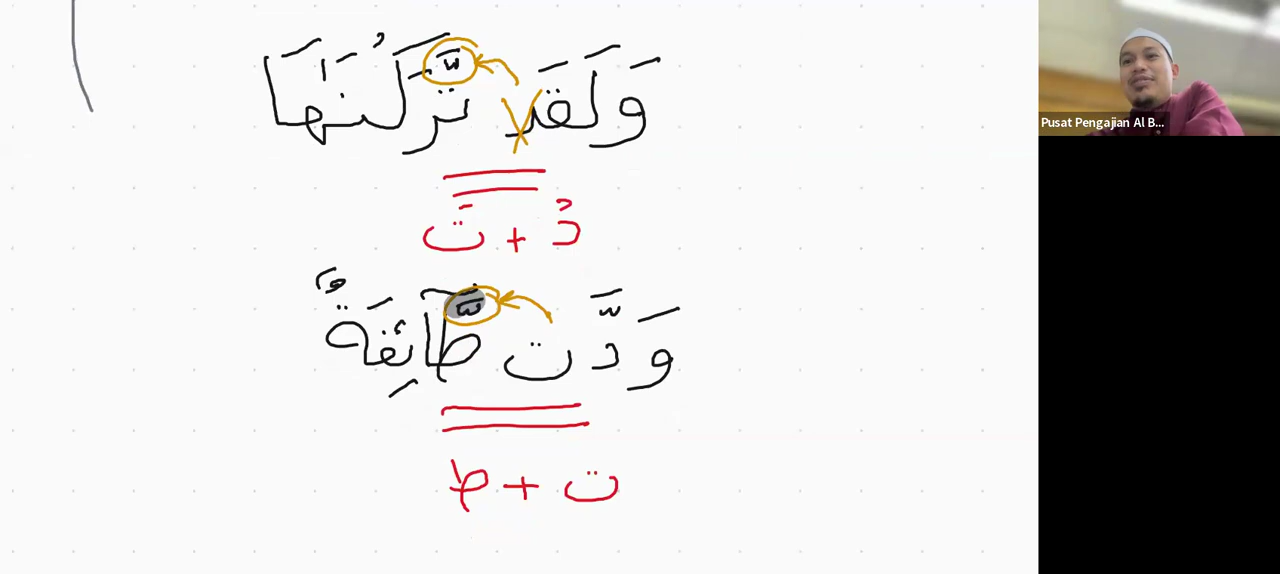 وَلَقَد تَّرَكْنَٰهَا
دْ + تَ
وَدَّت طَّآئِفَةٌ
ت + ط
Pusat Pengajian Al B...